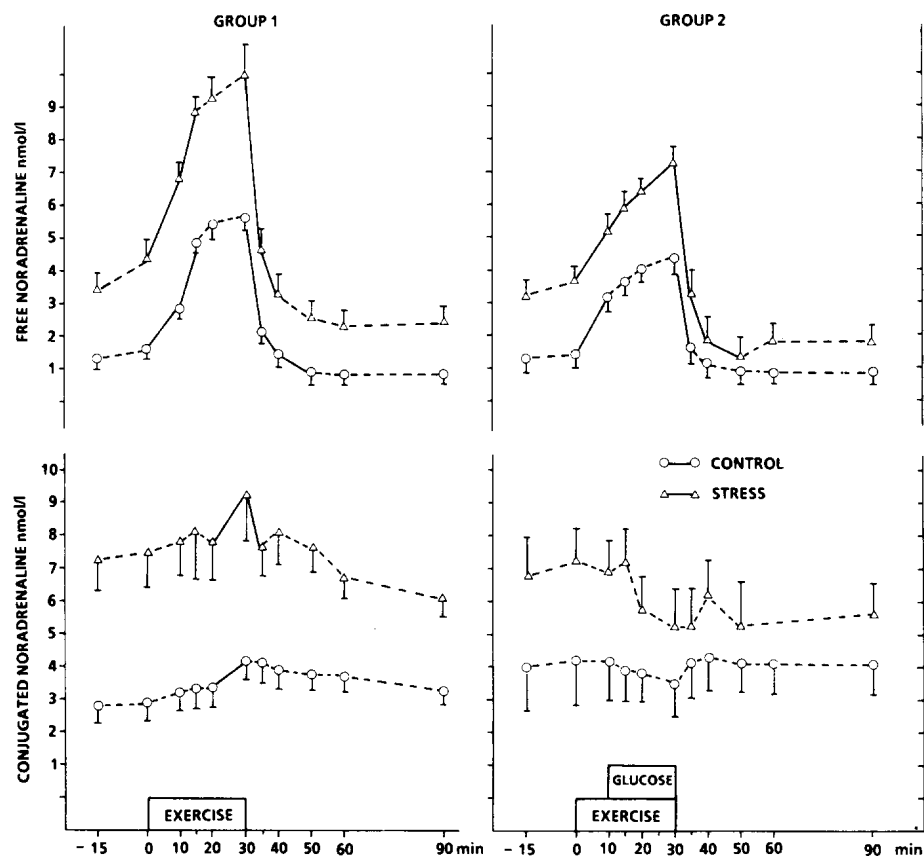 GROUP 1
GROUP 2
FREE NORADRENALINE nmol/l
9
8
7
6
5
4
3
2
1
CONJUGATED NORADRENALINE nmol/l
10
9
8
7
6
5
4
3
2
1
CONTROL
STRESS
GLUCOSE
EXERCISE
EXERCISE
- 15 0 10 20 30 40 50 60 90 min
- 15 0 10 20 30 40 50 60 90 min